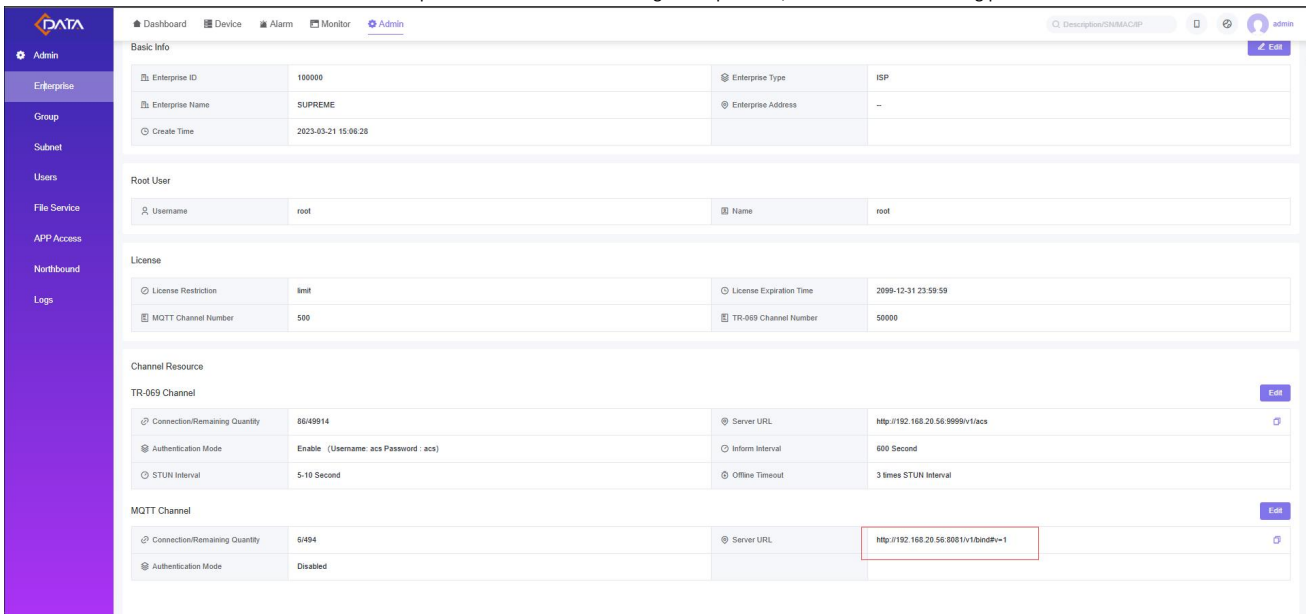 DATA
Dashboard Device Alarm Monitor Admin
Description/SN/MAC/IP
admin
Admin
Enterprise
Group
Subnet
Users
File Service
APP Access
Northbound
Logs
Basic Info
Edit
Enterprise ID 100000 Enterprise Type ISP
Enterprise Name SUPREME Enterprise Address --
Create Time 2023-03-21 15:06:28
Root User
Username root Name root
License
License Restriction limit License Expiration Time 2099-12-31 23:59:59
MQTT Channel Number 500 TR-069 Channel Number 50000
Channel Resource
TR-069 Channel
Edit
Connection/Remaining Quantity 86/49914 Server URL http://192.168.20.56:9999/v1/acs
Authentication Mode Enable （Username: acs Password : acs） Inform Interval 600 Second
STUN Interval 5-10 Second Offline Timeout 3 times STUN Interval
MQTT Channel
Edit
Connection/Remaining Quantity 6/494 Server URL http://192.168.20.56:8081/v1/bind#v=1
Authentication Mode Disabled